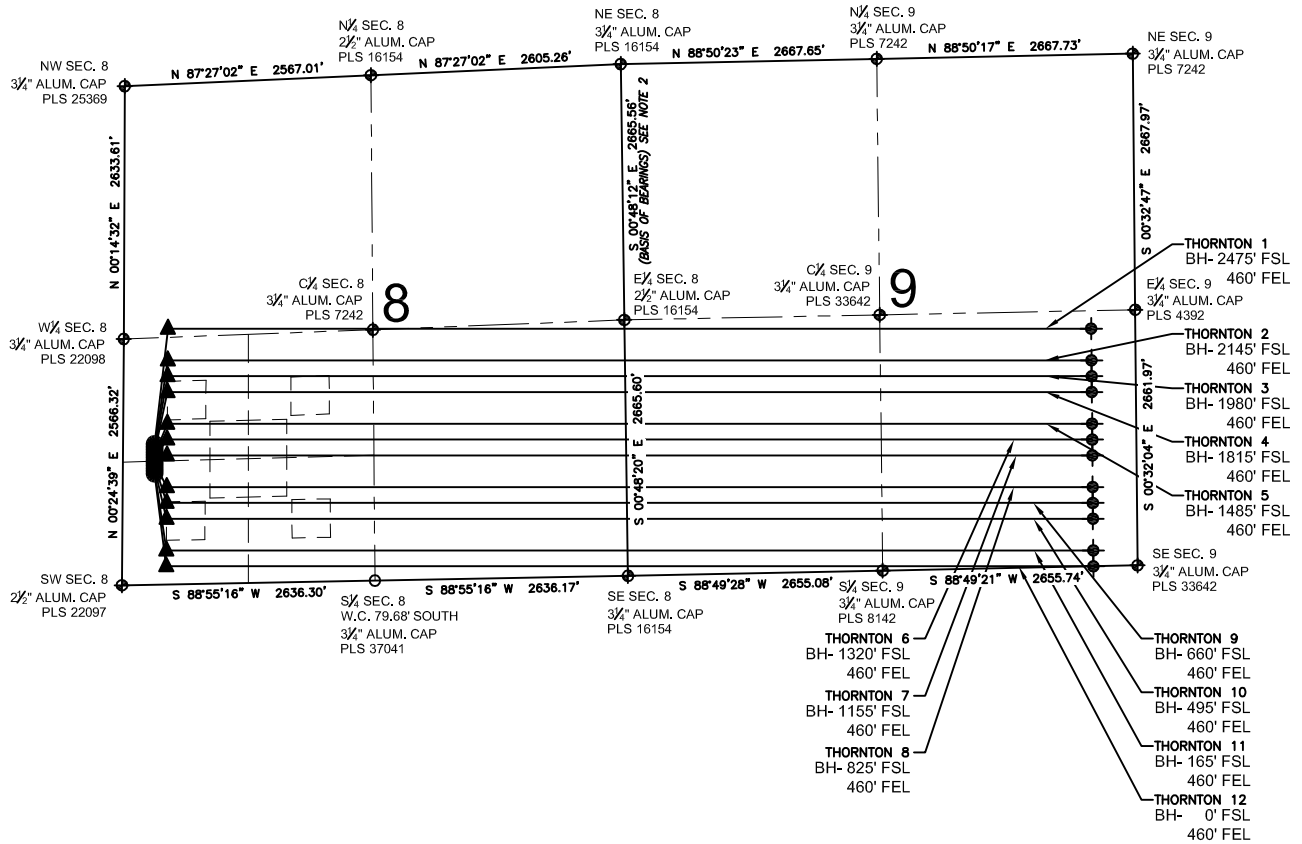 NW SEC. 8
3¼" ALUM. CAP
PLS 25369
N 87°27'02" E 2567.01'
N¼ SEC. 8
2½" ALUM. CAP
PLS 16154
N 87°27'02" E 2605.26'
NE SEC. 8
3¼" ALUM. CAP
PLS 16154
N 88°50'23" E 2667.65'
N¼ SEC. 9
3¼" ALUM. CAP
PLS 7242
N 88°50'17" E 2667.73'
NE SEC. 9
3¼" ALUM. CAP
PLS 7242
N 00°14'32" E 2633.61'
S 00°48'12" E 2665.56'
(BASIS OF BEARINGS) SEE NOTE 2
S 00°32'47" E 2667.97'
W¼ SEC. 8
3¼" ALUM. CAP
PLS 22098
C¼ SEC. 8
3¼" ALUM. CAP
PLS 7242
8
E¼ SEC. 8
2½" ALUM. CAP
PLS 16154
C¼ SEC. 9
3¼" ALUM. CAP
PLS 33642
9
E¼ SEC. 9
3¼" ALUM. CAP
PLS 4392
THORNTON 1
BH- 2475' FSL
460' FEL
THORNTON 2
BH- 2145' FSL
460' FEL
THORNTON 3
BH- 1980' FSL
460' FEL
THORNTON 4
BH- 1815' FSL
460' FEL
THORNTON 5
BH- 1485' FSL
460' FEL
N 00°24'39" E 2566.32'
S 00°48'20" E 2665.60'
S 00°32'04" E 2661.97'
SW SEC. 8
2½" ALUM. CAP
PLS 22097
S 88°55'16" W 2636.30'
S¼ SEC. 8
W.C. 79.68' SOUTH
3¼" ALUM. CAP
PLS 37041
S 88°55'16" W 2636.17'
SE SEC. 8
3¼" ALUM. CAP
PLS 16154
S 88°49'28" W 2655.08'
S¼ SEC. 9
3¼" ALUM. CAP
PLS 8142
S 88°49'21" W 2655.74'
SE SEC. 9
3¼" ALUM. CAP
PLS 33642
THORNTON 6
BH- 1320' FSL
460' FEL
THORNTON 7
BH- 1155' FSL
460' FEL
THORNTON 8
BH- 825' FSL
460' FEL
THORNTON 9
BH- 660' FSL
460' FEL
THORNTON 10
BH- 495' FSL
460' FEL
THORNTON 11
BH- 165' FSL
460' FEL
THORNTON 12
BH- 0' FSL
460' FEL